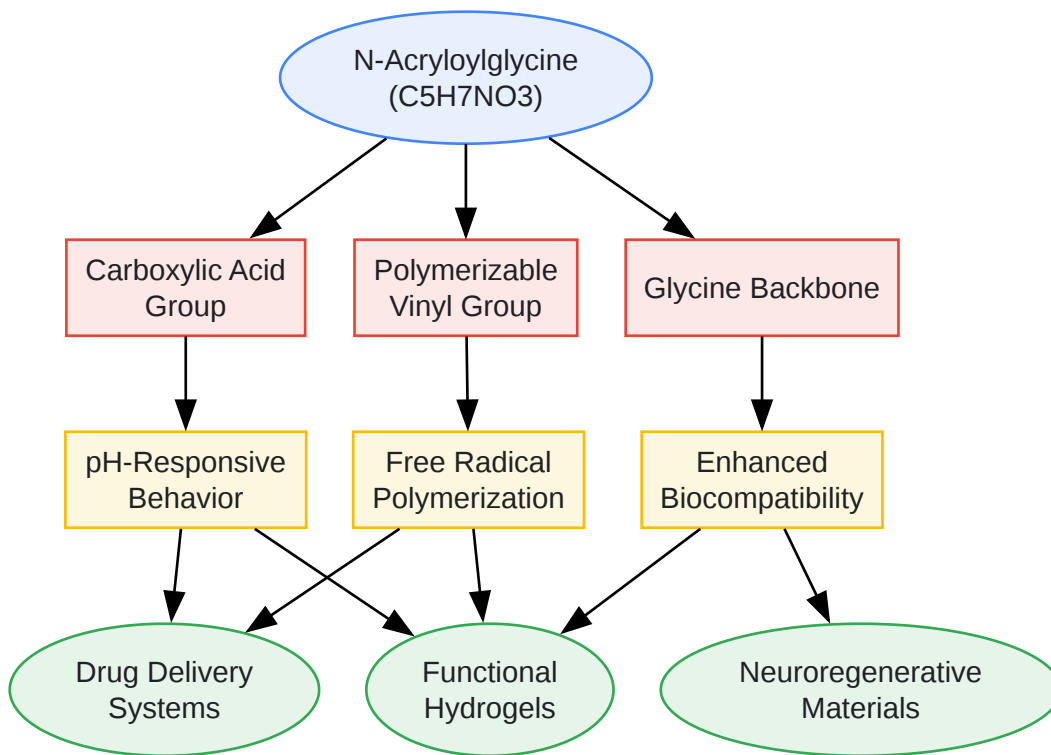 N-Acryloylglycine
(C5H7NO3)
Carboxylic Acid
Group
Polymerizable
Vinyl Group
Glycine Backbone
pH-Responsive
Behavior
Free Radical
Polymerization
Enhanced
Biocompatibility
Drug Delivery
Systems
Functional
Hydrogels
Neuroregenerative
Materials